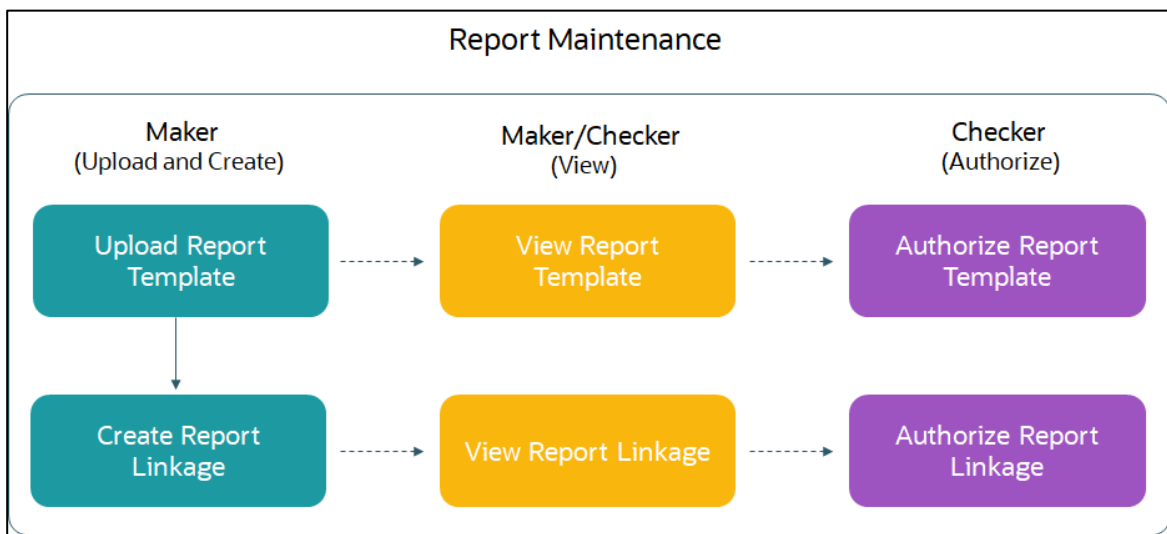 Report Maintenance
Maker
(Upload and Create)
Maker/Checker
(View)
Checker
(Authorize)
Upload Report
Template
View Report
Template
Authorize Report
Template
Create Report
Linkage
View Report Linkage
Authorize Report
Linkage